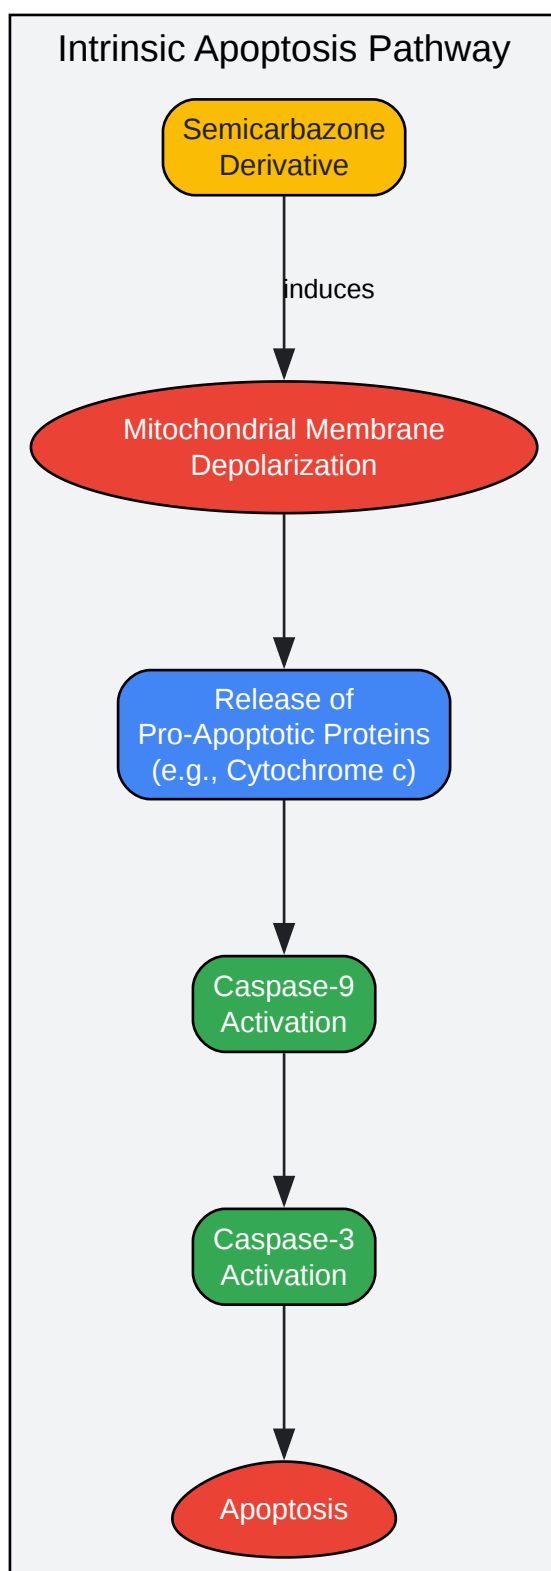 Intrinsic Apoptosis Pathway
Semicarbazone
Derivative
induces
Mitochondrial Membrane
Depolarization
Release of
Pro-Apoptotic Proteins
(e.g., Cytochrome c)
Caspase-9
Activation
Caspase-3
Activation
Apoptosis